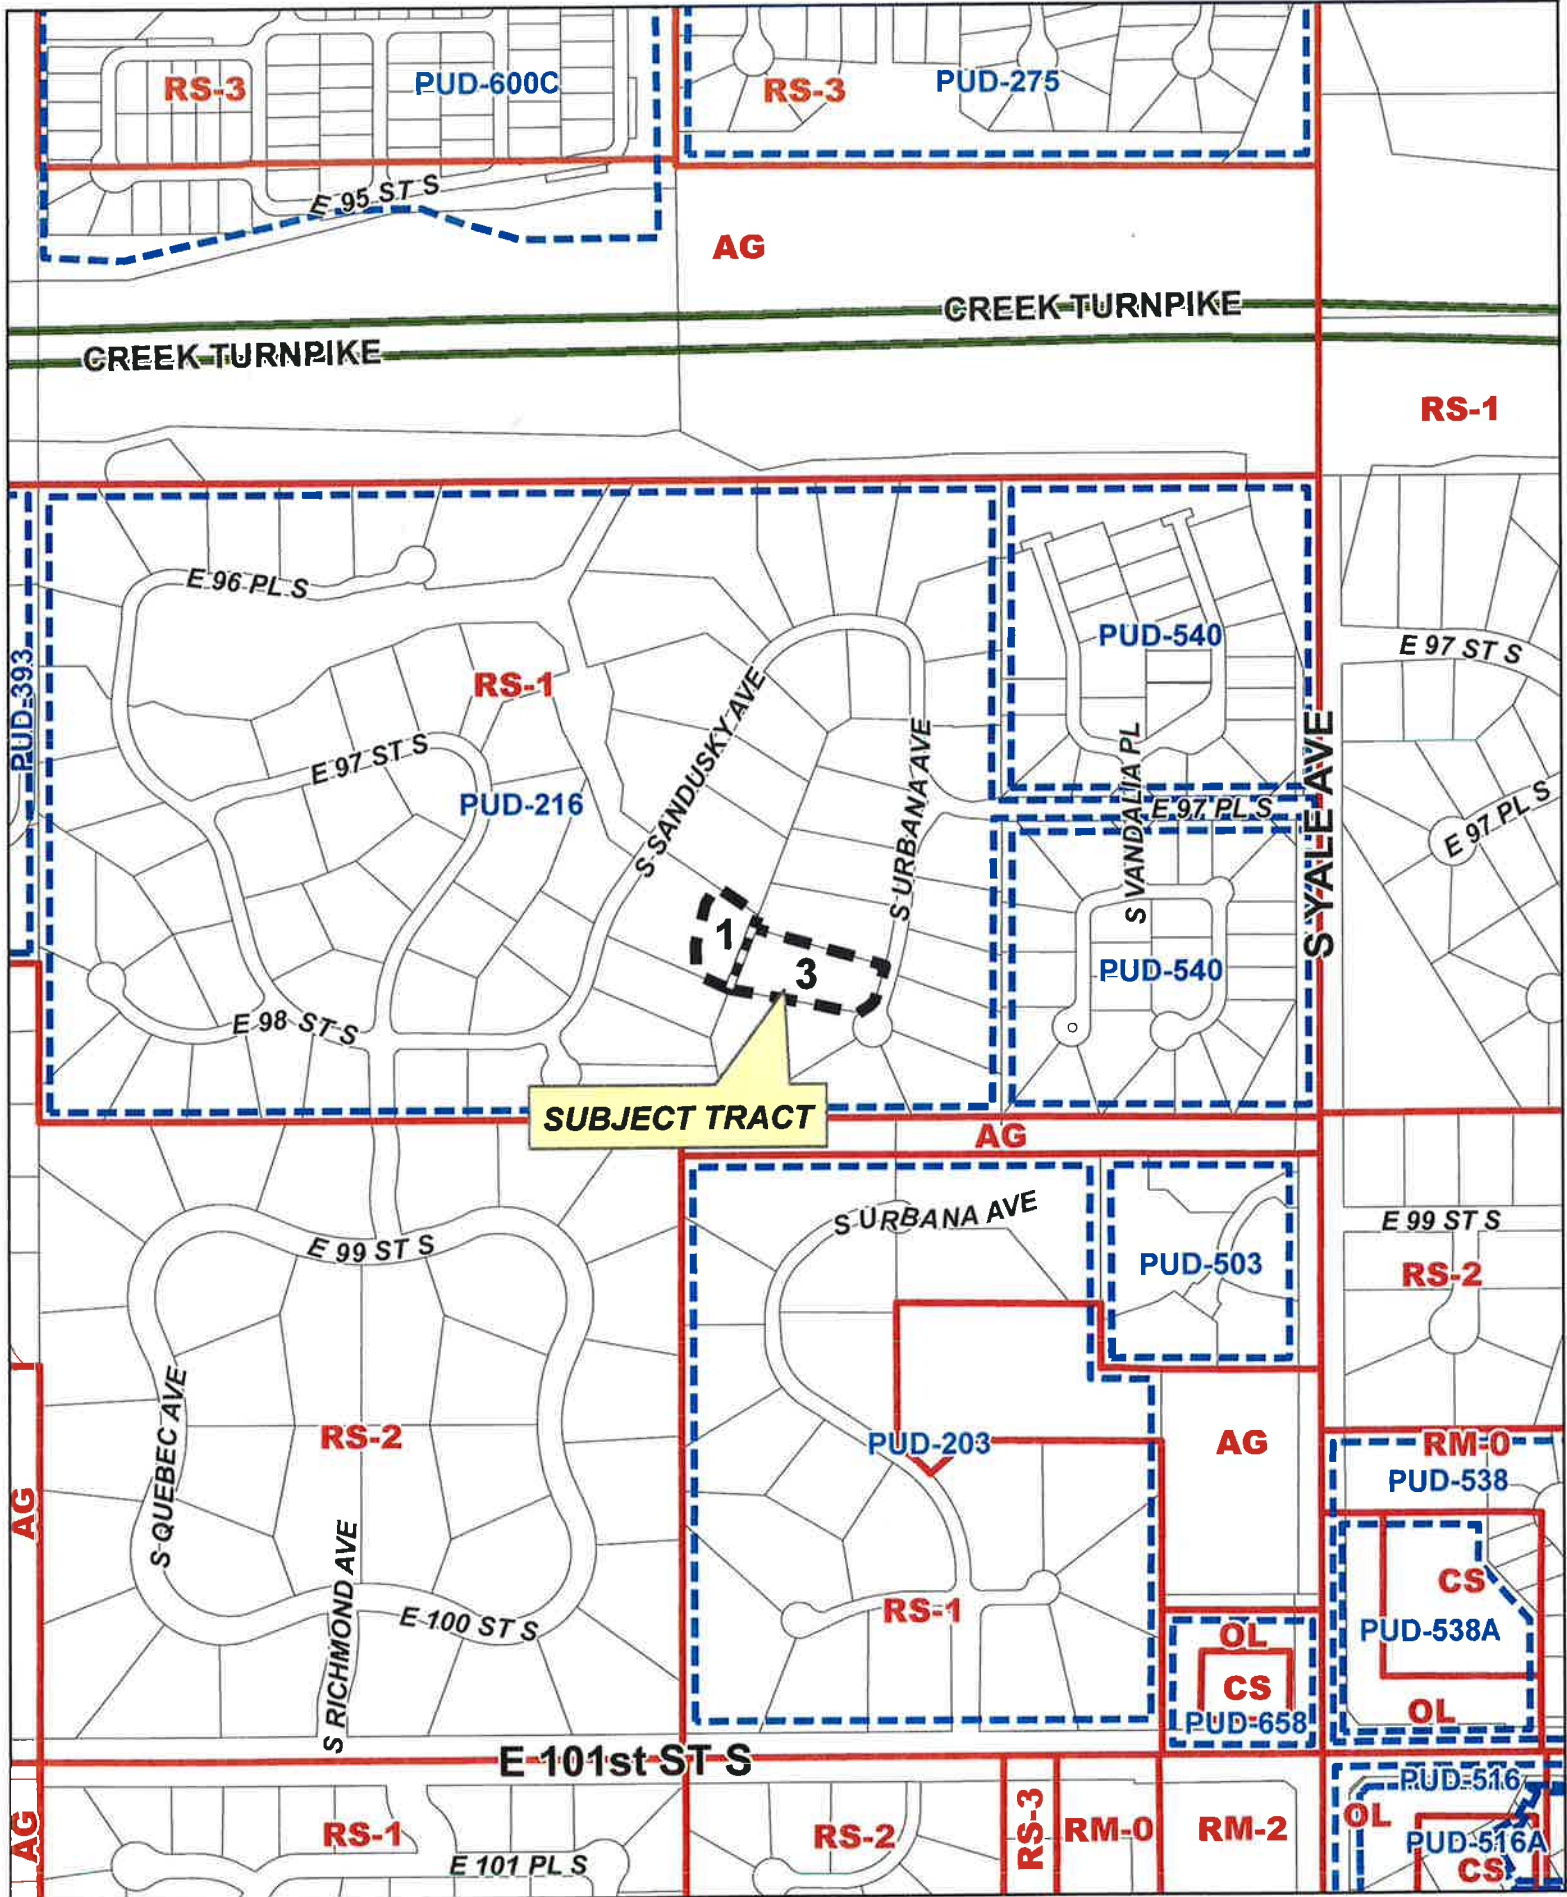 RS-3
PUD-600C
RS-3
PUD-275
E 95 ST S
AG
CREEK TURNPIKE
CREEK TURNPIKE
RS-1
E 96 PL S
PUD-540
E 97 ST S
PUD-393
RS-1
S SANDUSKY AVE
E 97 ST S
PUD-216
S URBANA AVE
S VANDALIA PL
E 97 PL S
S YALE AVE
E 97 PL S
1
3
PUD-540
E 98 ST S
SUBJECT TRACT
AG
S URBANA AVE
E 99 ST S
E 99 ST S
PUD-503
RS-2
S QUEBEC AVE
RS-2
PUD-203
AG
RM-0
PUD-538
AG
S RICHMOND AVE
E 100 ST S
RS-1
CS
PUD-538A
OL
CS
PUD-658
OL
E 101st ST S
AG
RS-1
E 101 PL S
RS-2
RS-3
RM-0
RM-2
PUD-516
OL
PUD-516A
CS